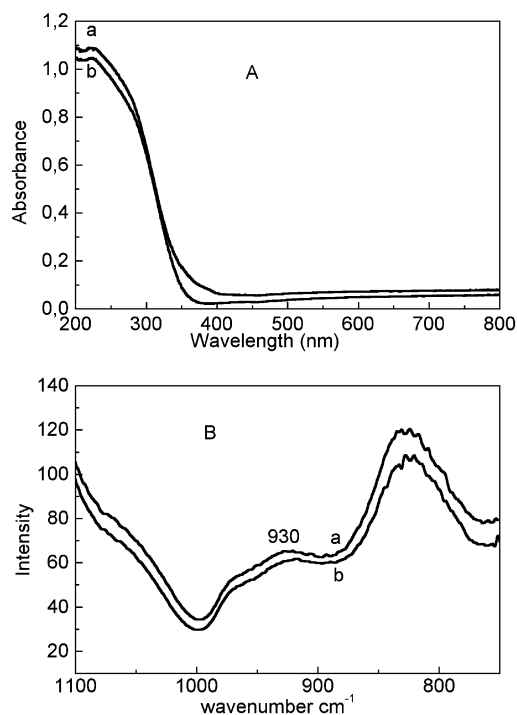 1,2
a
b
A
1,0
0,8
0,6
0,4
0,2
0,0
Absorbance
200 300 400 500 600 700 800
Wavelength (nm)
140
120
100
80
60
40
20
B
930
a
b
Intensity
1100 1000 900 800
wavenumber cm⁻¹